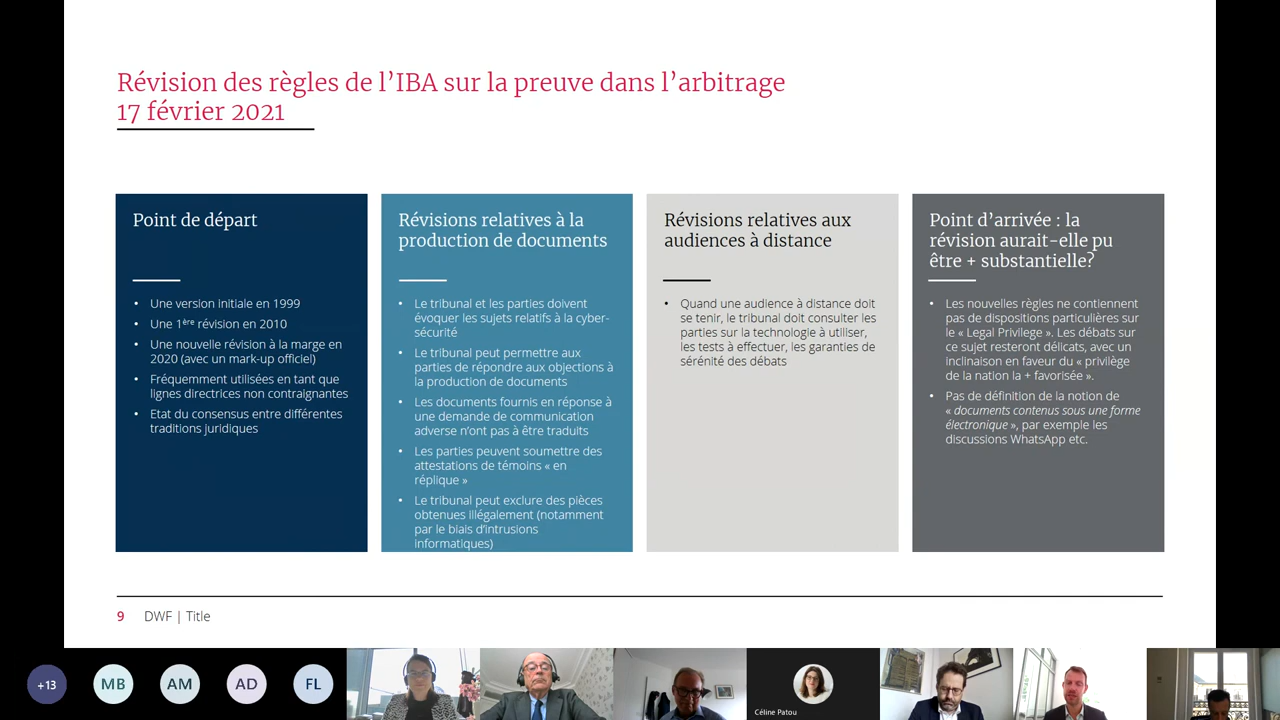 Révision des règles de l’IBA sur la preuve dans l’arbitrage
17 février 2021
Point de départ
• Une version initiale en 1999
• Une 1ère révision en 2010
• Une nouvelle révision à la marge en
2020 (avec un mark-up officiel)
• Fréquemment utilisées en tant que
lignes directrices non contraignantes
• Etat du consensus entre différentes
traditions juridiques
Révisions relatives à la
production de documents
• Le tribunal et les parties doivent
évoquer les sujets relatifs à la cyber-
sécurité
• Le tribunal peut permettre aux
parties de répondre aux objections à
la production de documents
• Les documents fournis en réponse à
une demande de communication
adverse n’ont pas à être traduits
• Les parties peuvent soumettre des
attestations de témoins « en
réplique »
• Le tribunal peut exclure des pièces
obtenues illégalement (notamment
par le biais d’intrusions
informatiques)
Révisions relatives aux
audiences à distance
• Quand une audience à distance doit
se tenir, le tribunal doit consulter les
parties sur la technologie à utiliser,
les tests à effectuer, les garanties de
sérénité des débats
Point d’arrivée : la
révision aurait-elle pu
être + substantielle?
• Les nouvelles règles ne contiennent
pas de dispositions particulières sur
le « Legal Privilege ». Les débats sur
ce sujet resteront délicats, avec un
inclinaison en faveur du « privilège
de la nation la + favorisée ».
• Pas de définition de la notion de
« documents contenus sous une forme
électronique », par exemple les
discussions WhatsApp etc.
9 DWF | Title
+13 MB AM AD FL
Céline Patou